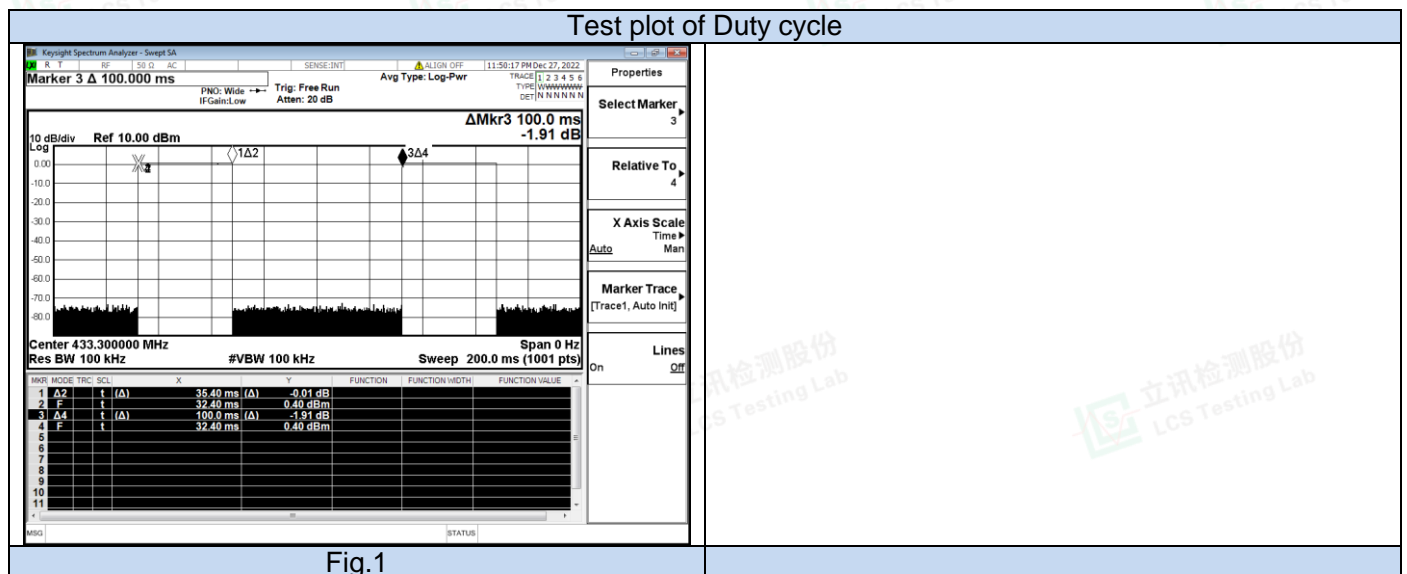 Test plot of Duty cycle
Keysight Spectrum Analyzer - Swept SA
R T RF 50 Ω AC SENSE:INT ALIGN OFF 11:50:17 PM Dec 27, 2022
Marker 3 Δ 100.000 ms
PNO: Wide
IFGain:Low
Trig: Free Run
Atten: 20 dB
Avg Type: Log-Pwr
TRACE 1 2 3 4 5 6
TYPE WWWWWW
DET N N N N N N
ΔMkr3 100.0 ms
-1.91 dB
10 dB/div Ref 10.00 dBm
Log
1Δ2
3Δ4
0.00
-10.0
-20.0
-30.0
-40.0
-50.0
-60.0
-70.0
-80.0
Center 433.300000 MHz Span 0 Hz
Res BW 100 kHz #VBW 100 kHz Sweep 200.0 ms (1001 pts)
MKR MODE TRC SCL X Y FUNCTION FUNCTION WIDTH FUNCTION VALUE
1 Δ2 t (Δ) 35.40 ms (Δ) -0.01 dB
2 F t 32.40 ms 0.40 dBm
3 Δ4 t (Δ) 100.0 ms (Δ) -1.91 dB
4 F t 32.40 ms 0.40 dBm
5
6
7
8
9
10
11
MSG STATUS
Properties
Select Marker
3
Relative To
4
X Axis Scale
Time
Auto Man
Marker Trace
[Trace1, Auto Init]
Lines
On Off
立讯检测股份
LCS Testing Lab
立讯检测股份
LCS Testing Lab
Fig.1